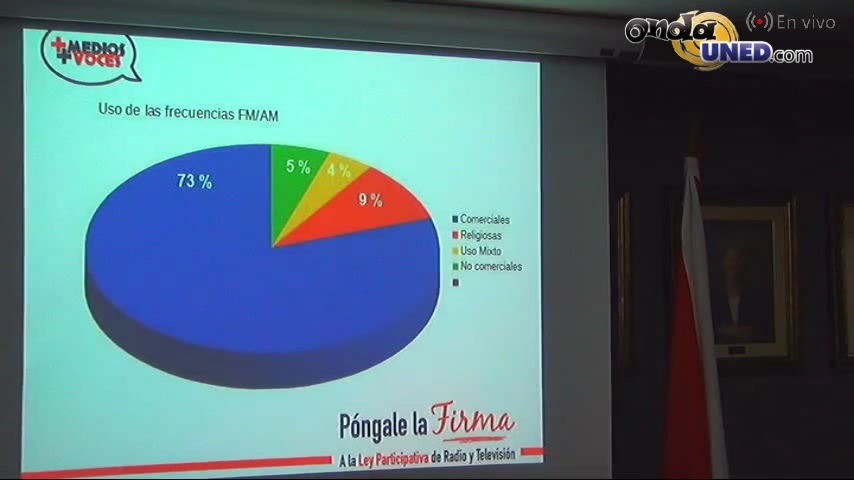 onda
UNED.com
En vivo
++MEDIOS
++VOCES
Uso de las frecuencias FM/AM
73 %
5 %
4 %
9 %
Comerciales
Religiosas
Uso Mixto
No comerciales
Póngale la Firma
A la Ley Participativa de Radio y Televisión